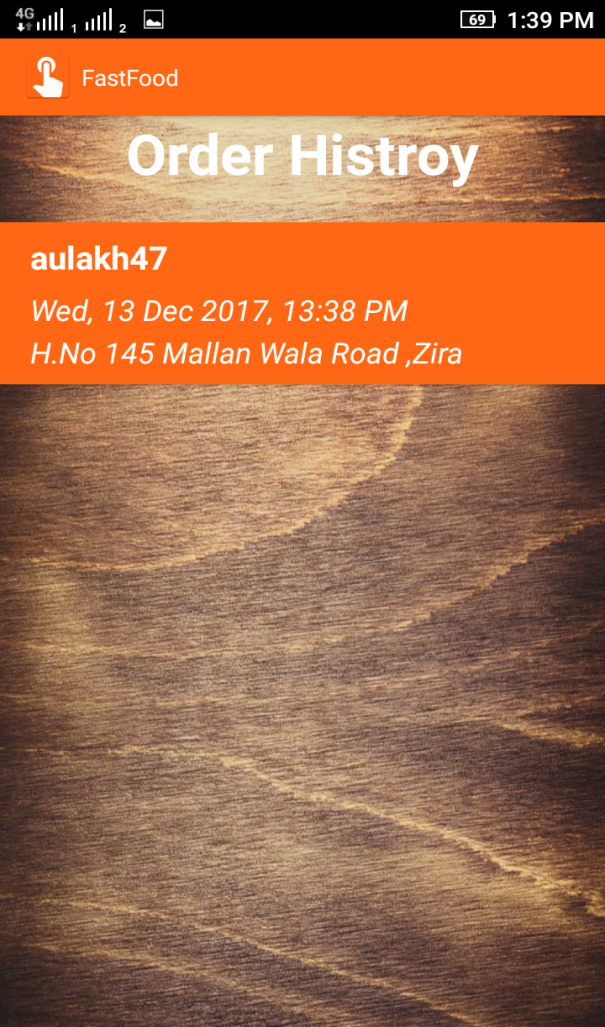 4G 1 2 69 1:39 PM
FastFood
Order Histroy
aulakh47
Wed, 13 Dec 2017, 13:38 PM
H.No 145 Mallan Wala Road ,Zira